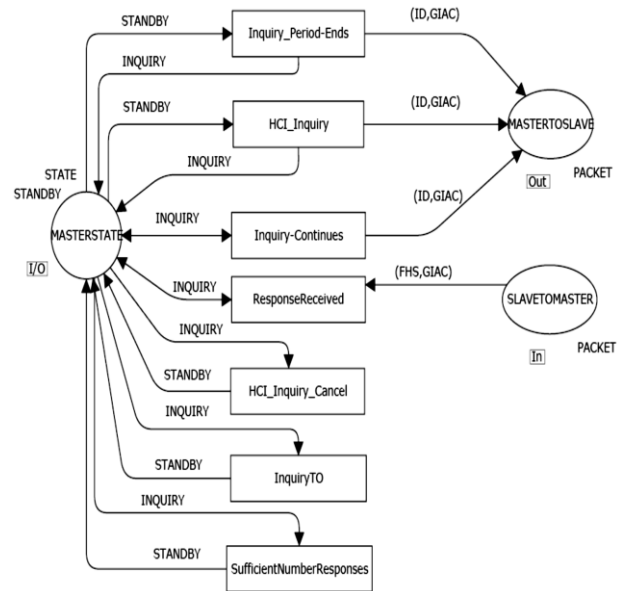 STANDBY
Inquiry_Period-Ends
(ID,GIAC)
INQUIRY
STANDBY
HCI_Inquiry
(ID,GIAC)
MASTERTOSLAVE
INQUIRY
STATE
STANDBY
PACKET
Out
MASTERSTATE
INQUIRY
Inquiry-Continues
(ID,GIAC)
I/O
INQUIRY
ResponseReceived
(FHS,GIAC)
SLAVETOMASTER
INQUIRY
PACKET
In
STANDBY
HCI_Inquiry_Cancel
INQUIRY
STANDBY
InquiryTO
INQUIRY
STANDBY
SufficientNumberResponses